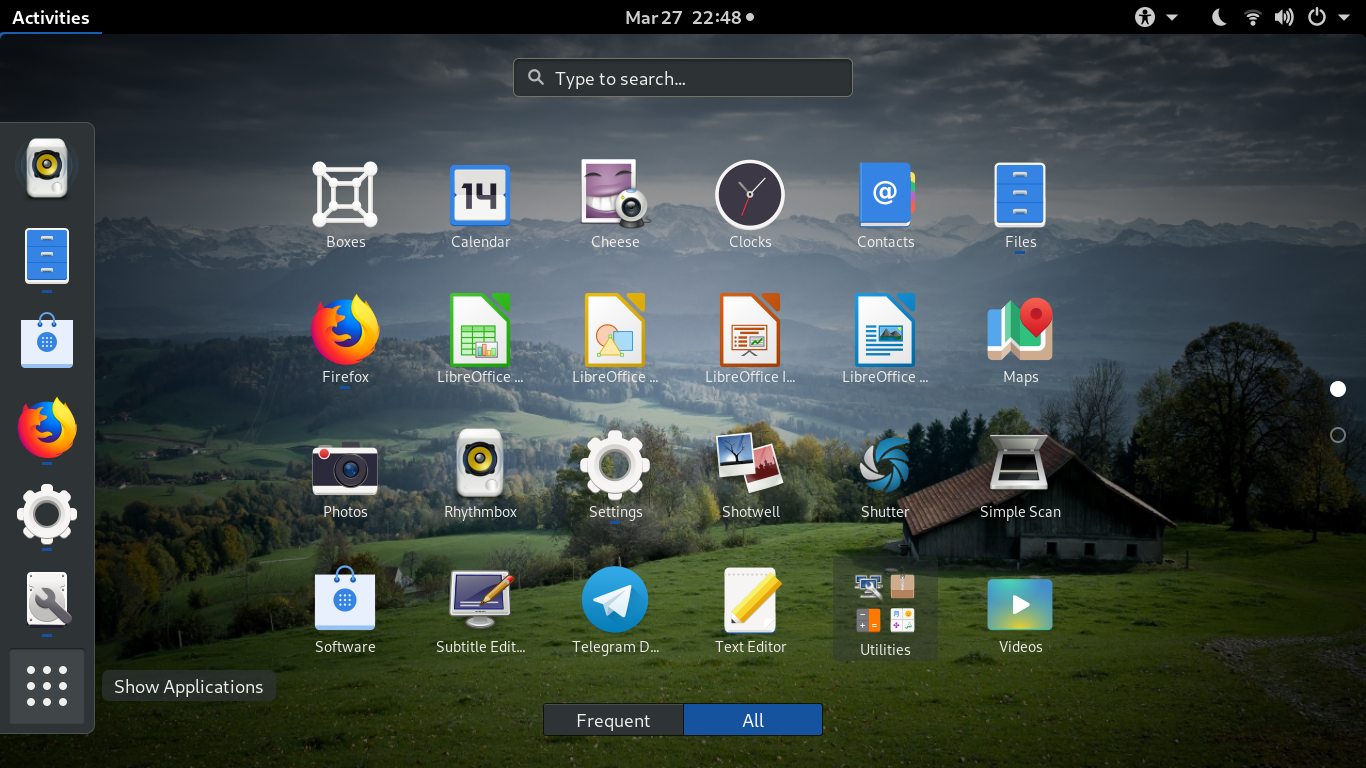 Activities
Mar 27 22:48
Type to search...
14
@
Boxes
Calendar
Cheese
Clocks
Contacts
Files
Firefox
LibreOffice ...
LibreOffice ...
LibreOffice I...
LibreOffice ...
Maps
Photos
Rhythmbox
Settings
Shotwell
Shutter
Simple Scan
Software
Subtitle Edit...
Telegram D...
Text Editor
Utilities
Videos
Show Applications
Frequent
All